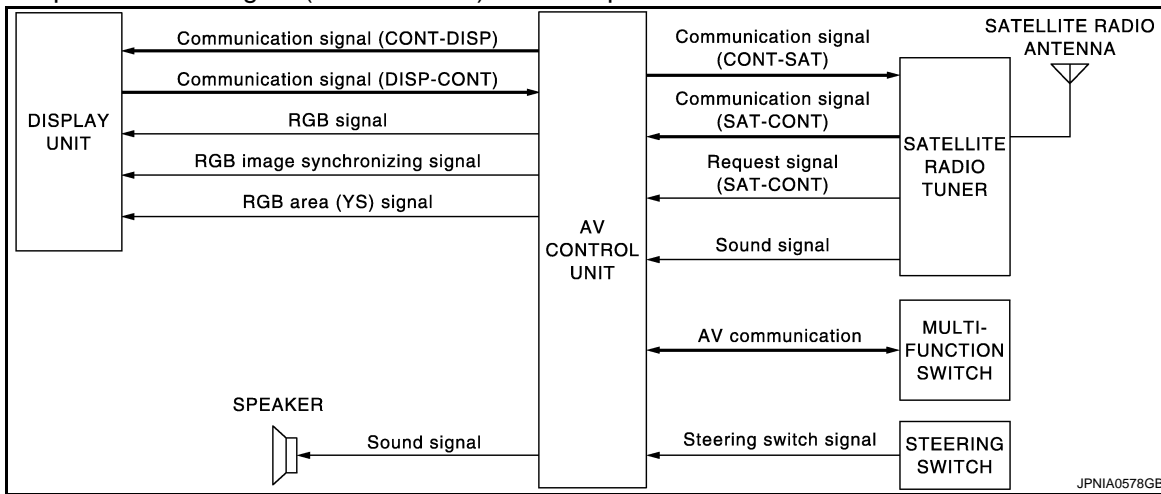 Communication signal (CONT-DISP)
Communication signal (DISP-CONT)
RGB signal
RGB image synchronizing signal
RGB area (YS) signal
DISPLAY
UNIT
SPEAKER
Sound signal
AV
CONTROL
UNIT
Communication signal
(CONT-SAT)
Communication signal
(SAT-CONT)
Request signal
(SAT-CONT)
Sound signal
AV communication
Steering switch signal
SATELLITE RADIO
ANTENNA
SATELLITE
RADIO
TUNER
MULTI-
FUNCTION
SWITCH
STEERING
SWITCH
JPNIA0578GB